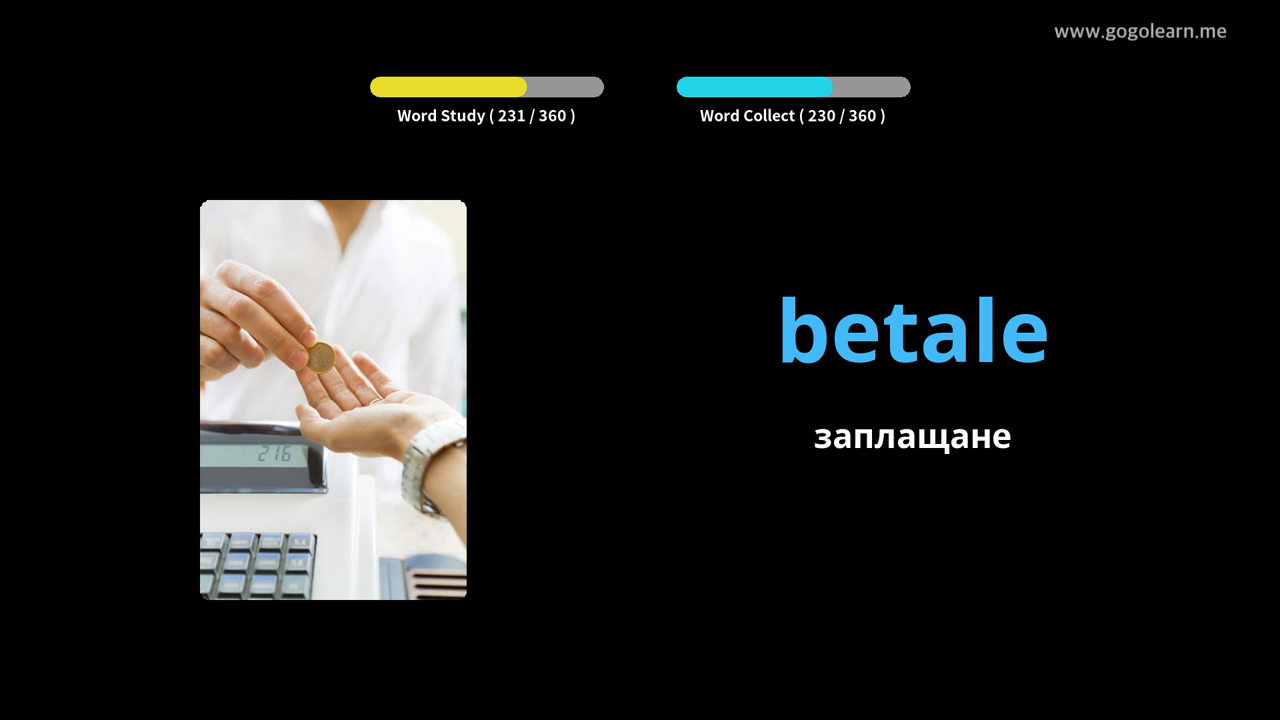 www.gogolearn.me
Word Study ( 231 / 360 )
Word Collect ( 230 / 360 )
betale
заплащане
216